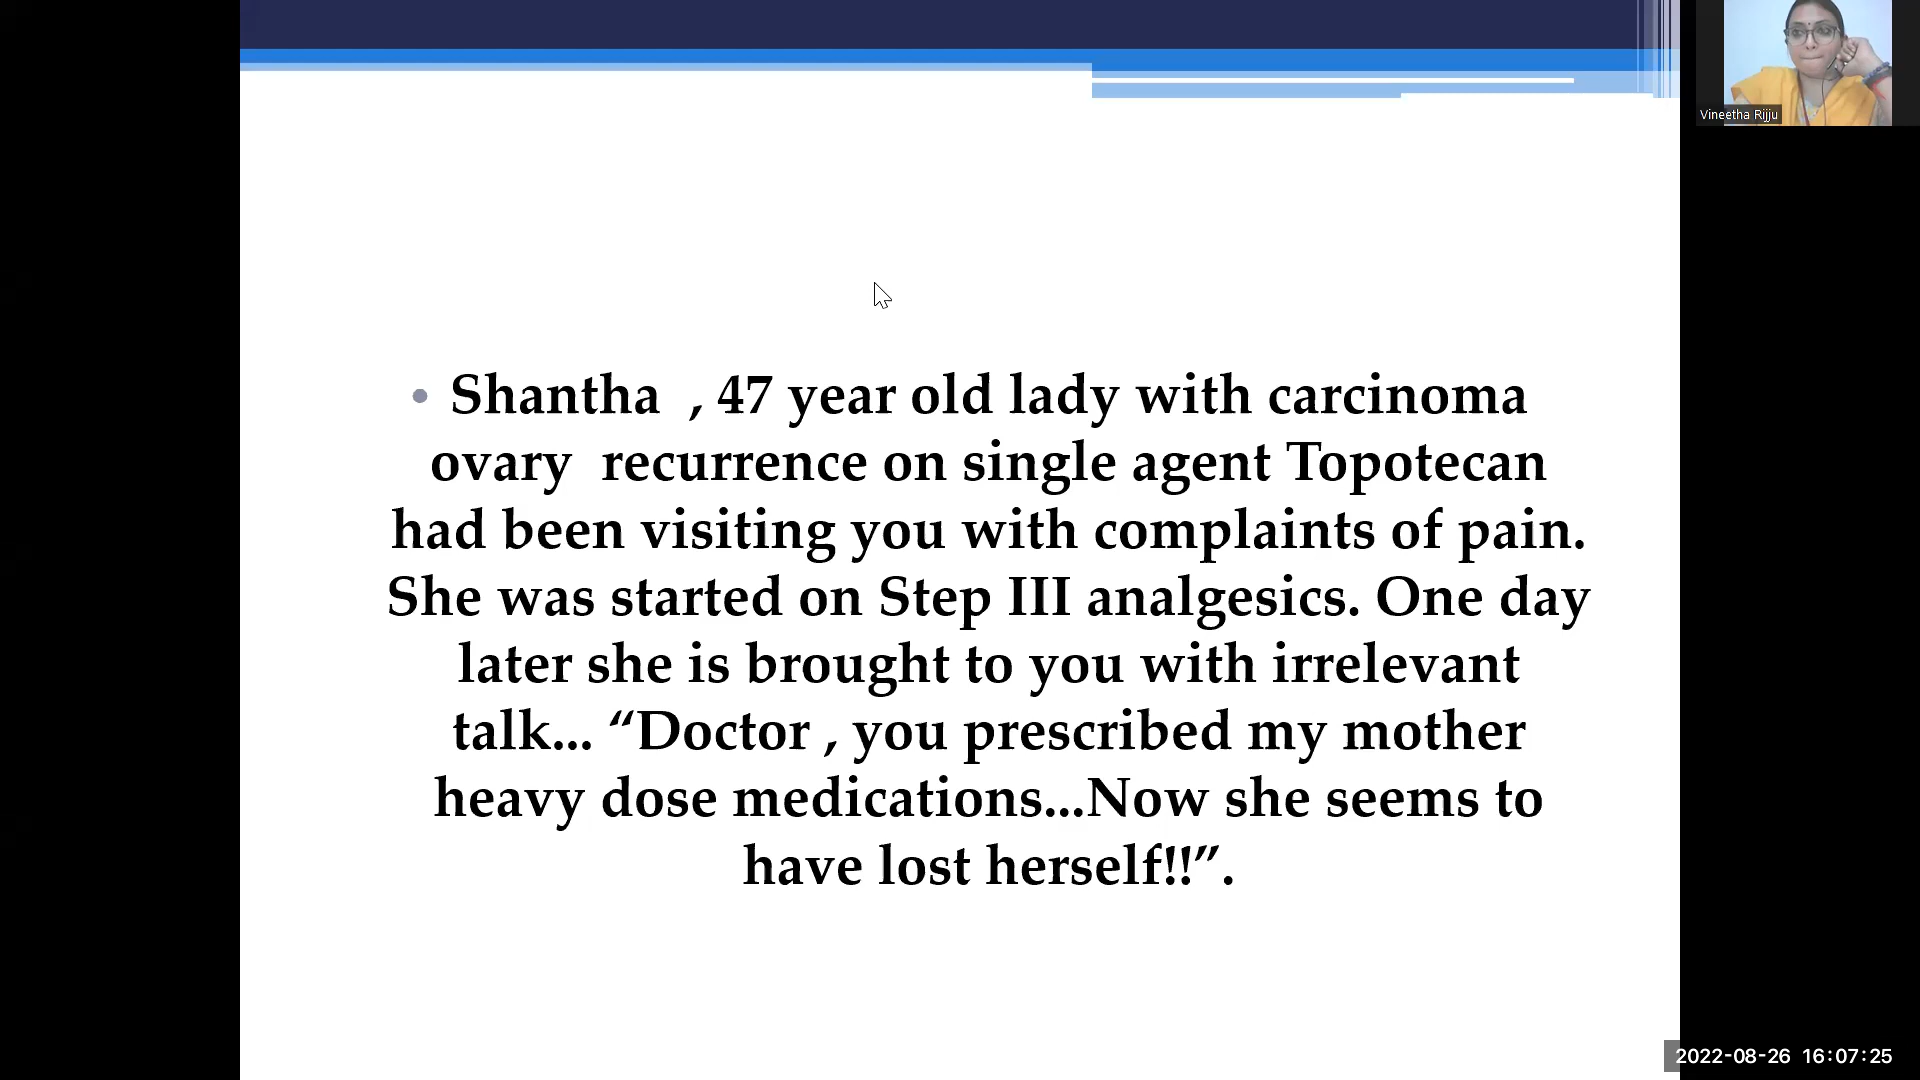 Vineetha Rijju
• Shantha , 47 year old lady with carcinoma
ovary recurrence on single agent Topotecan
had been visiting you with complaints of pain.
She was started on Step III analgesics. One day
later she is brought to you with irrelevant
talk... “Doctor , you prescribed my mother
heavy dose medications...Now she seems to
have lost herself!!”.
2022-08-26 16:07:25